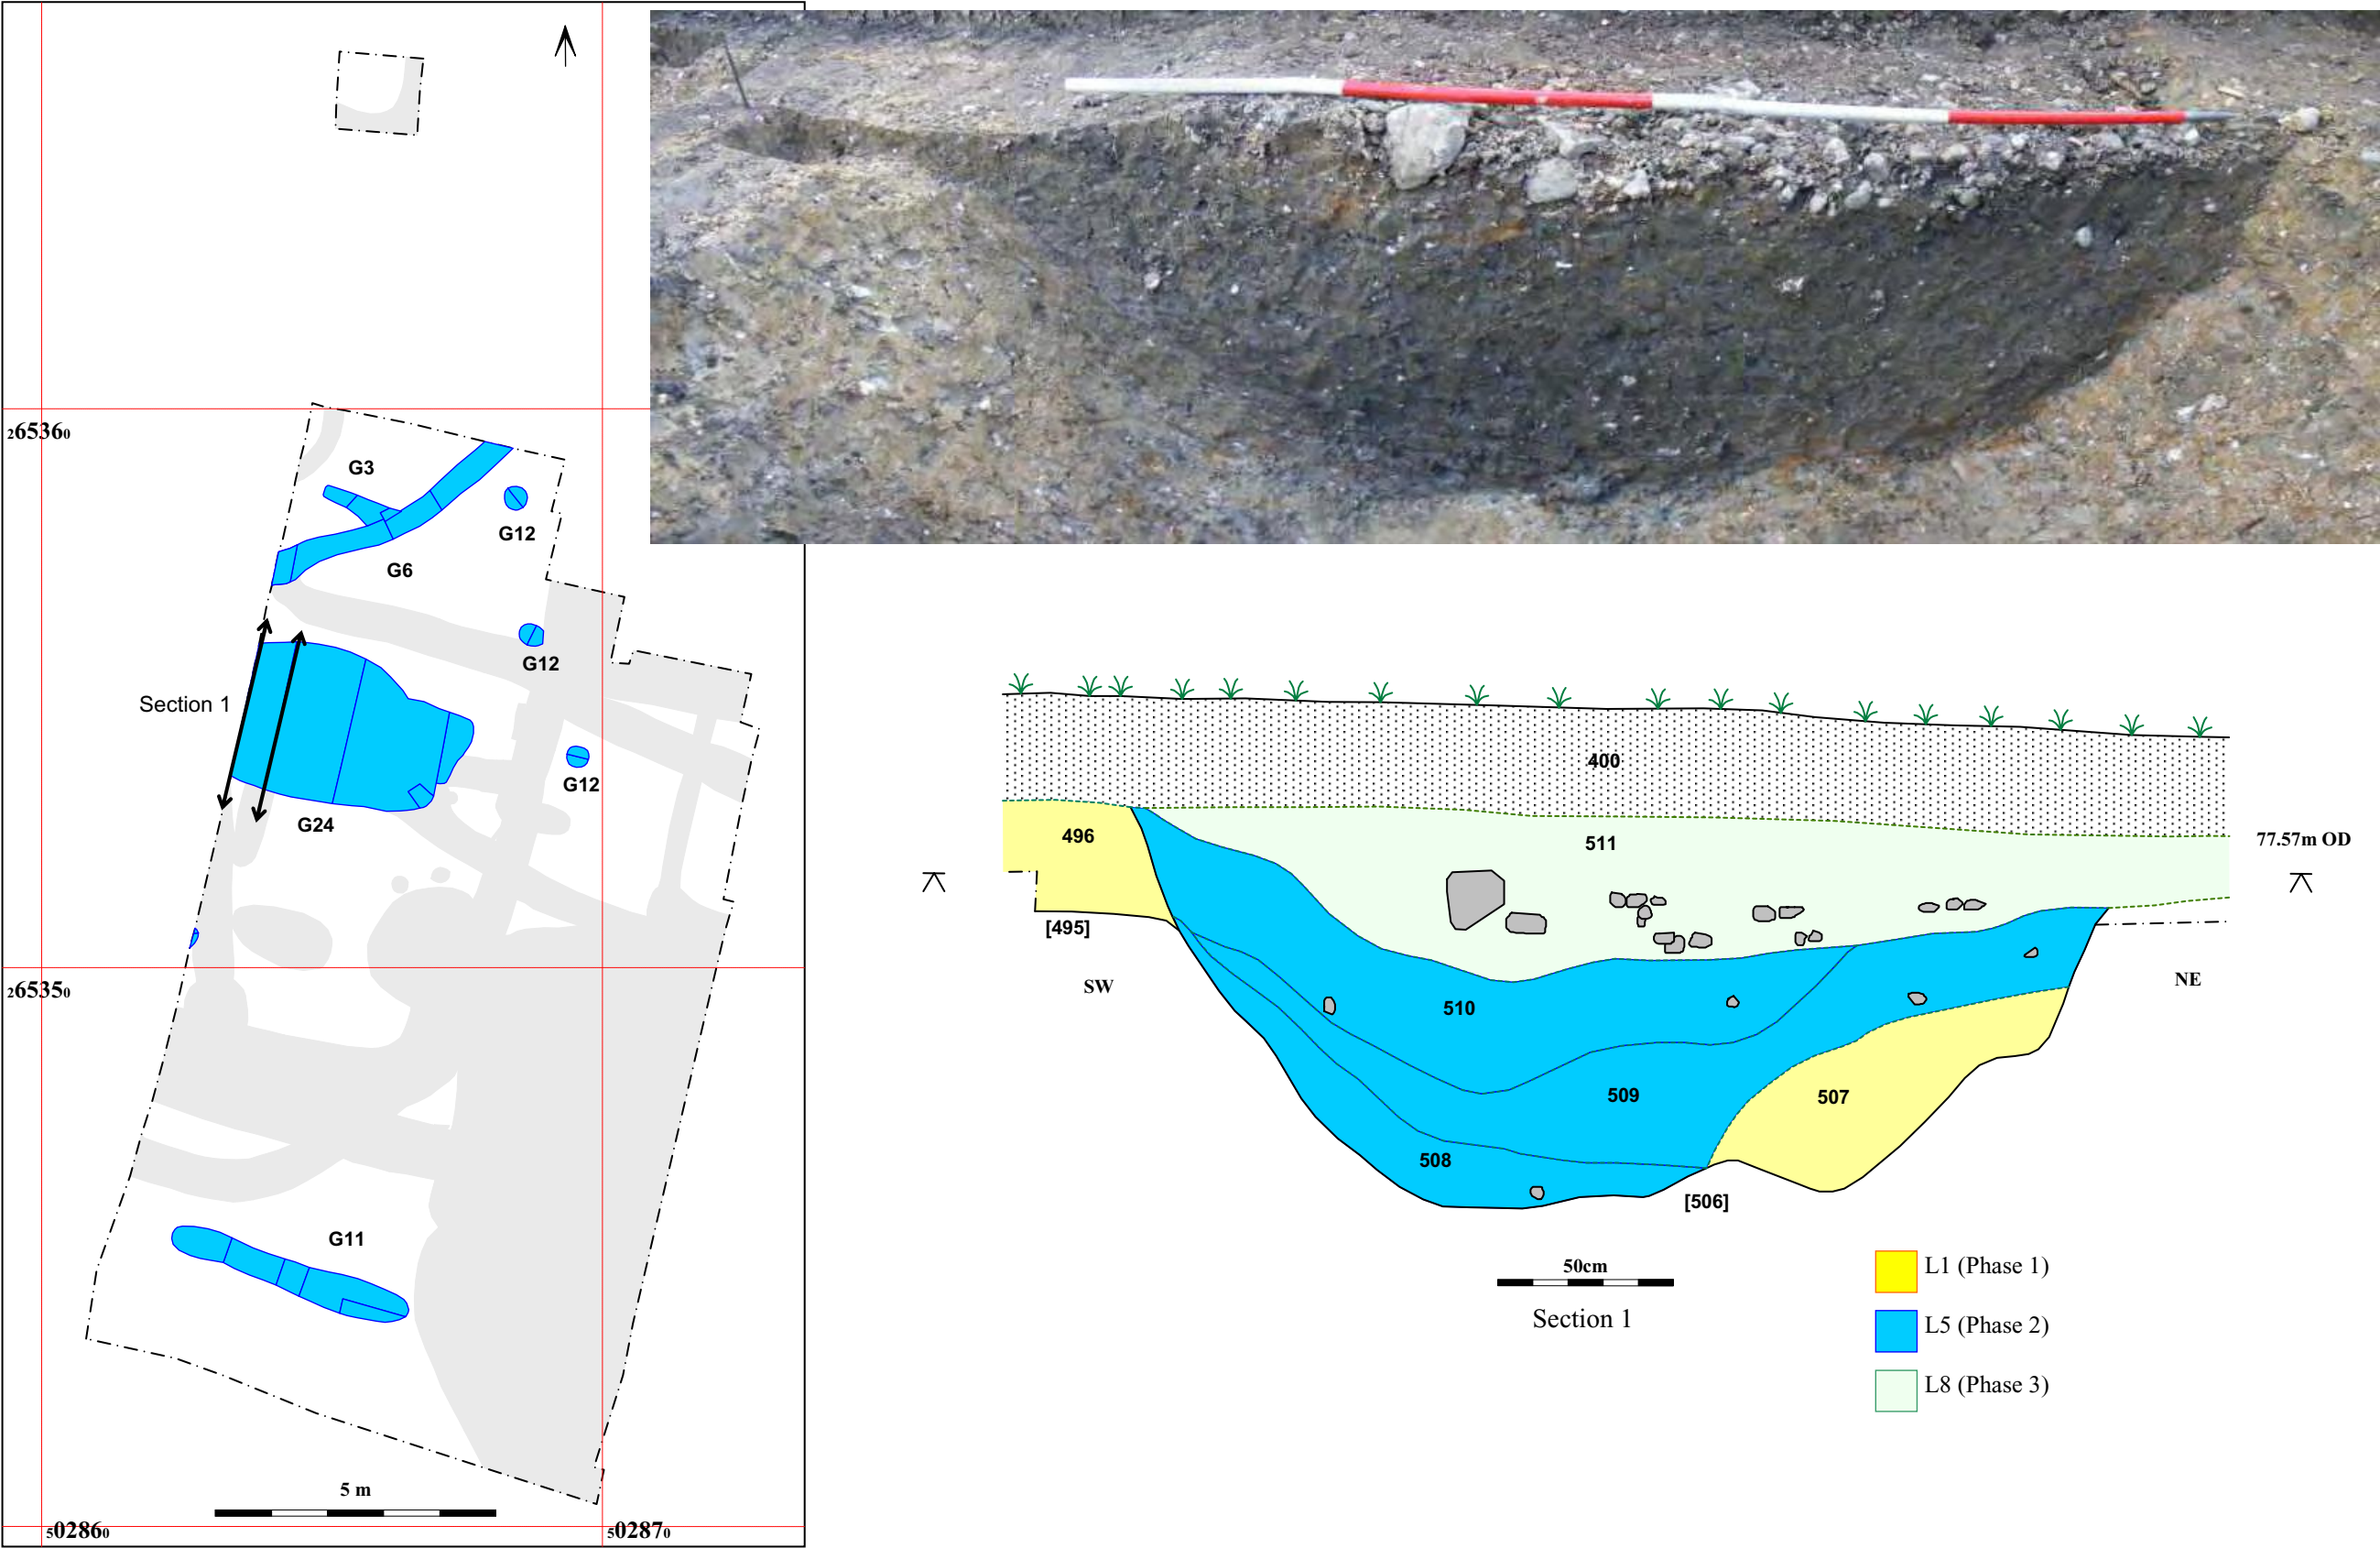 265360
G3
G12
G6
G12
Section 1
G12
G24
265350
G11
5 m
502860
502870
400
496
511
77.57m OD
[495]
SW
NE
510
509
507
508
[506]
50cm
Section 1
L1 (Phase 1)
L5 (Phase 2)
L8 (Phase 3)